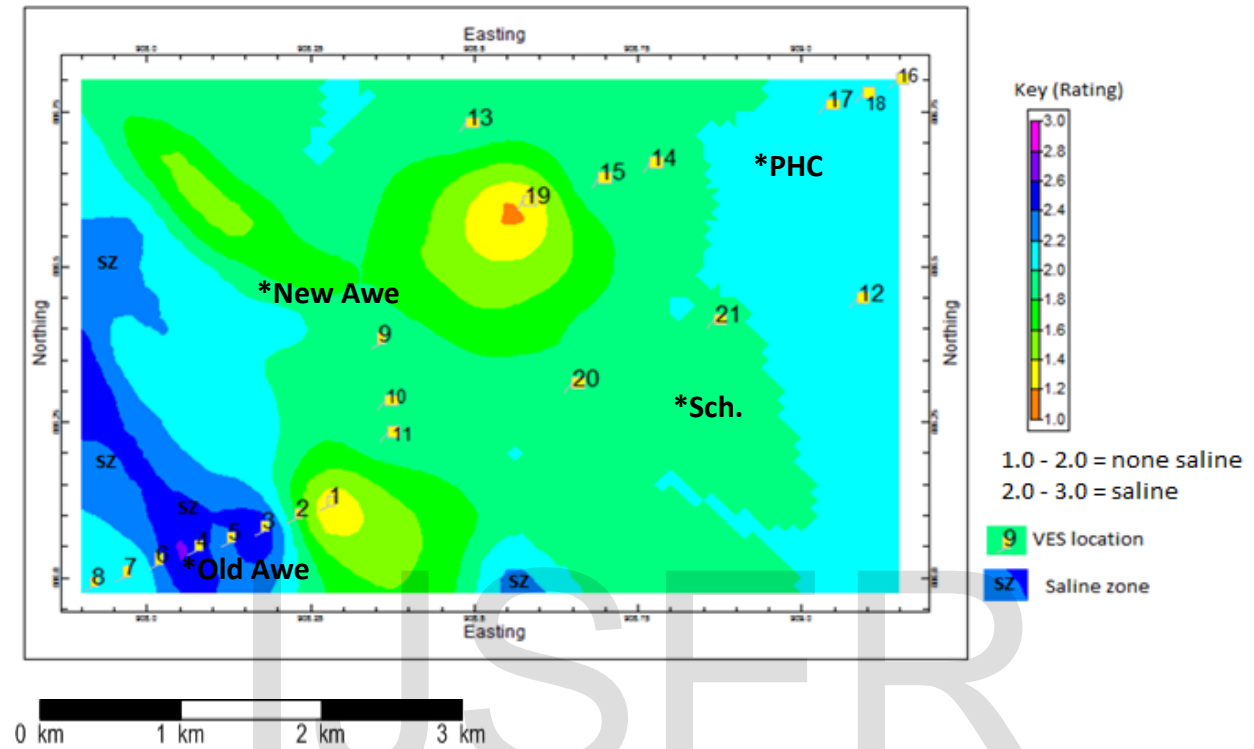 Easting
16
17
18
13
*PHC
14
15
19
SZ
*New Awe
12
21
9
20
10
*Sch.
11
SZ
1
2
SZ
3
5
4
6
*Old Awe
7
8
SZ
Northing
Northing
Easting
Key (Rating)
3.0
2.8
2.6
2.4
2.2
2.0
1.8
1.6
1.4
1.2
1.0
1.0 - 2.0 = none saline
2.0 - 3.0 = saline
9 VES location
SZ Saline zone
0 km 1 km 2 km 3 km